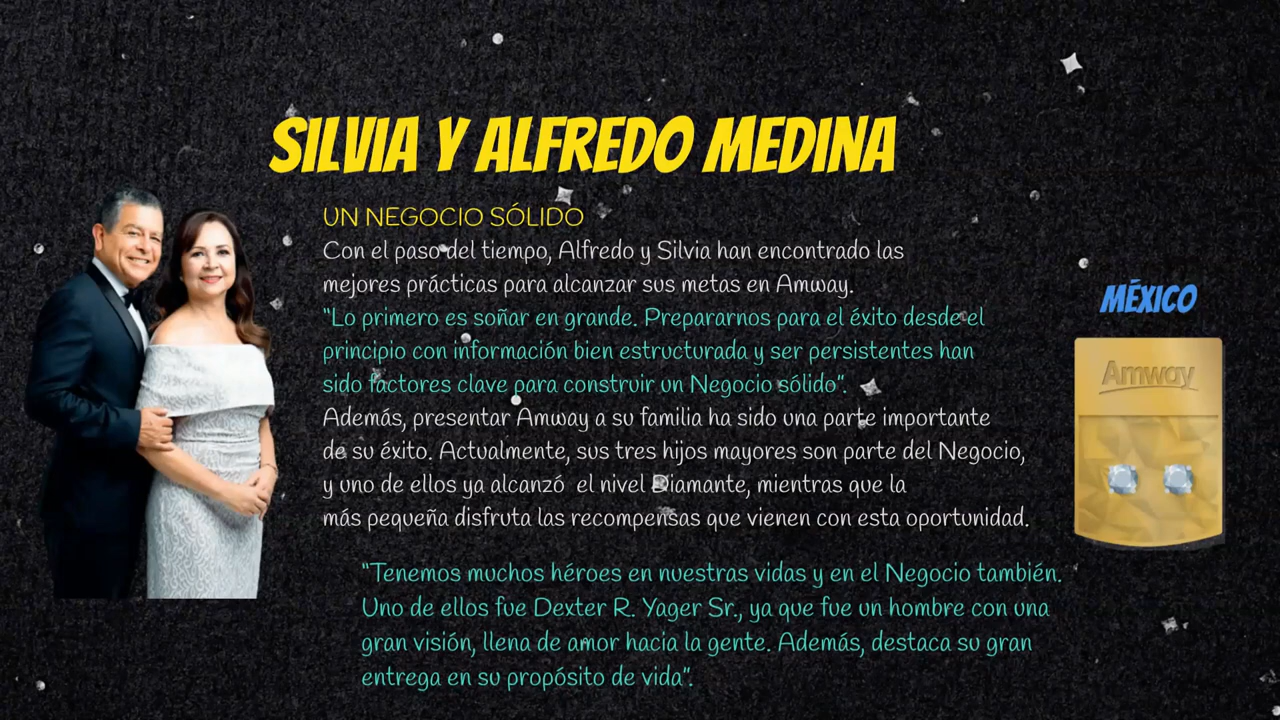 SILVIA Y ALFREDO MEDINA
UN NEGOCIO SÓLIDO
Con el paso del tiempo, Alfredo y Silvia han encontrado las
mejores prácticas para alcanzar sus metas en Amway.
“Lo primero es soñar en grande. Prepararnos para el éxito desde el
principio con información bien estructurada y ser persistentes han
sido factores clave para construir un Negocio sólido”.
Además, presentar Amway a su familia ha sido una parte importante
de su éxito. Actualmente, sus tres hijos mayores son parte del Negocio,
y uno de ellos ya alcanzó el nivel Diamante, mientras que la
más pequeña disfruta las recompensas que vienen con esta oportunidad.
“Tenemos muchos héroes en nuestras vidas y en el Negocio también.
Uno de ellos fue Dexter R. Yager Sr., ya que fue un hombre con una
gran visión, llena de amor hacia la gente. Además, destaca su gran
entrega en su propósito de vida”.
MÉXICO
Amway